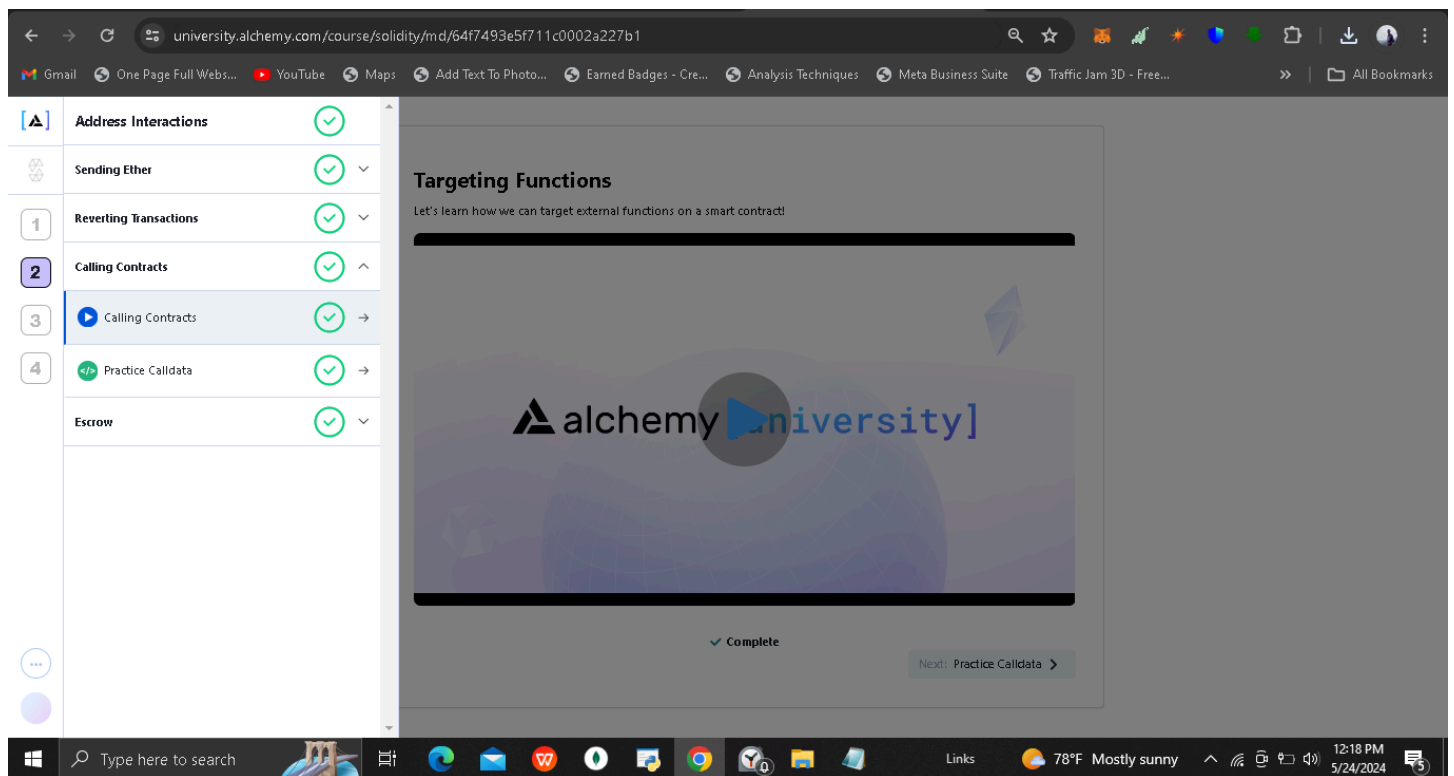 university.alchemy.com/course/solidity/md/64f7493e5f711c0002a227b1
Gmail
One Page Full Webs...
YouTube
Maps
Add Text To Photo...
Earned Badges - Cre...
Analysis Techniques
Meta Business Suite
Traffic Jam 3D - Free...
»
All Bookmarks
Address Interactions
Sending Ether
Reverting Transactions
1
Calling Contracts
2
Calling Contracts
3
Practice Calldata
4
Escrow
Targeting Functions
Let's learn how we can target external functions on a smart contract!
alchemy university]
Complete
Next: Practice Calldata
Type here to search
Links
78°F Mostly sunny
12:18 PM
5/24/2024
5